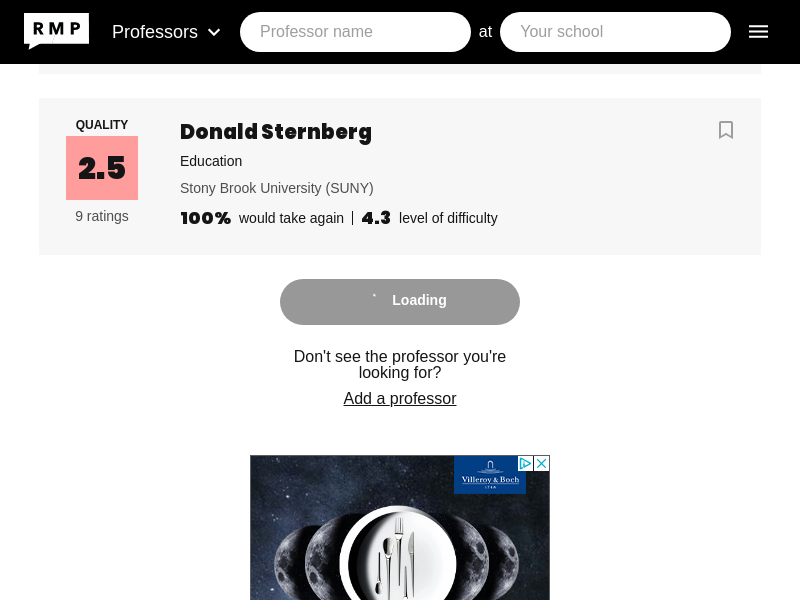 RMP Professors Professor name at Your school
QUALITY
2.5
9 ratings
Donald Sternberg
Education
Stony Brook University (SUNY)
100% would take again | 4.3 level of difficulty
Loading
Don't see the professor you're
looking for?
Add a professor
Villeroy & Boch
1748